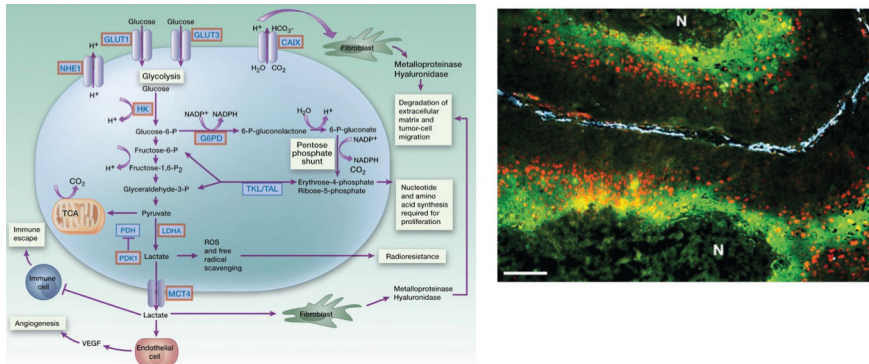 Glucose
Glucose
GLUT1
GLUT3
H⁺
HCO₃⁻
CAIX
H₂O
CO₂
Fibroblast
Metalloproteinase
Hyaluronidase
Degradation of
extracellular
matrix and
tumor-cell
migration
NHE1
H⁺
H⁺
Glycolysis
Glucose
H⁺
HK
NADP⁺
NADPH
Glucose-6-P
G6PD
6-P-gluconolactone
H₂O
H⁺
6-P-gluconate
Pentose
phosphate
shunt
NADP⁺
NADPH
CO₂
Fructose-6-P
H⁺
Fructose-1,6-P₂
Glyceraldehyde-3-P
TKL/TAL
Erythrose-4-phosphate
Ribose-5-phosphate
Nucleotide
and amino
acid synthesis
required for
proliferation
CO₂
TCA
Pyruvate
PDH
LDHA
PDK1
Lactate
ROS
and free
radical
scavenging
Radioresistance
Immune
escape
Immune
cell
MCT4
Lactate
Fibroblast
Metalloproteinase
Hyaluronidase
Angiogenesis
VEGF
Endothelial
cell
N
N